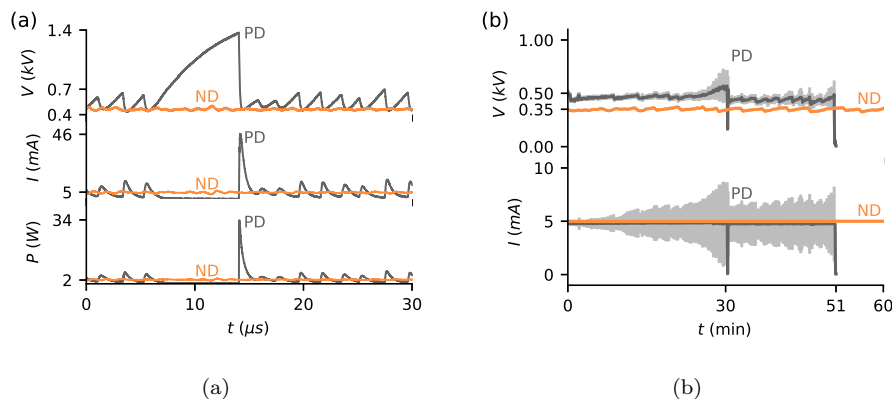 (a)
1.4
0.7
0.4
V (kV)
PD
ND
46
5
I (mA)
PD
ND
34
2
P (W)
PD
ND
0
10
20
30
t (μs)
(a)
(b)
1.00
0.50
0.35
0.00
V (kV)
PD
ND
10
5
0
I (mA)
PD
ND
0
30
51
60
t (min)
(b)